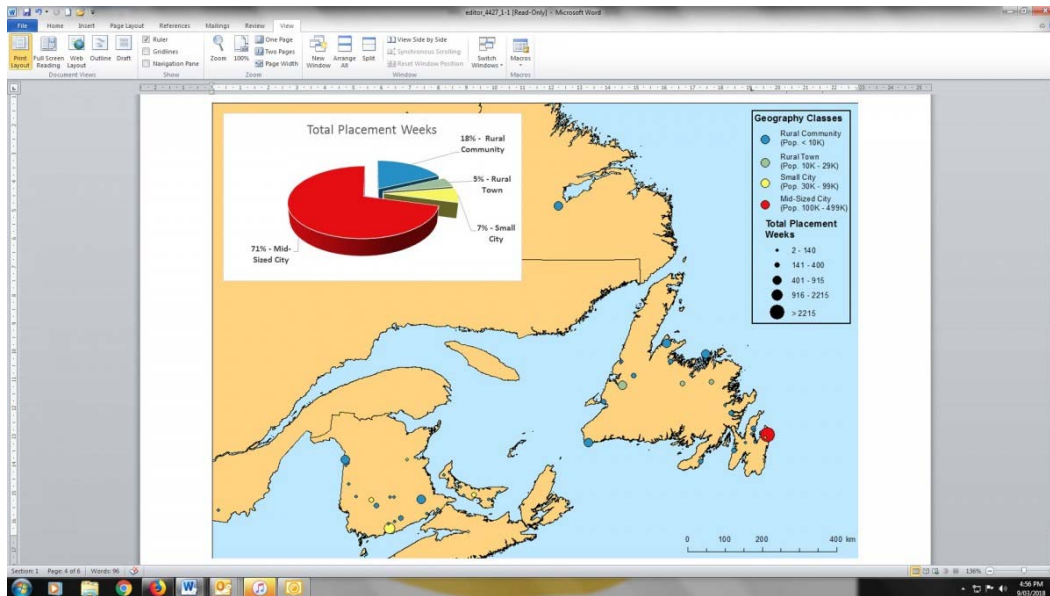 editor_4427_1-1 [Read-Only] - Microsoft Word
File Home Insert Page Layout References Mailings Review View
Print Layout
Full Screen Reading
Web Layout
Outline
Draft
Document Views
Ruler
Gridlines
Navigation Pane
Show
Zoom
100%
One Page
Two Pages
Page Width
Zoom
New Window
Arrange All
Split
View Side by Side
Synchronous Scrolling
Reset Window Position
Window
Switch Windows
Macros
Macros
Total Placement Weeks
18% - Rural
Community
5% - Rural
Town
7% - Small
City
71% - Mid-
Sized City
Geography Classes
Rural Community
(Pop. < 10K)
Rural Town
(Pop. 10K - 29K)
Small City
(Pop. 30K - 99K)
Mid-Sized City
(Pop. 100K - 499K)
Total Placement
Weeks
2 - 140
141 - 400
401 - 915
916 - 2215
> 2215
0 100 200 400 km
Section: 1 Page: 4 of 6 Words: 96
136%
4:56 PM
9/03/2018